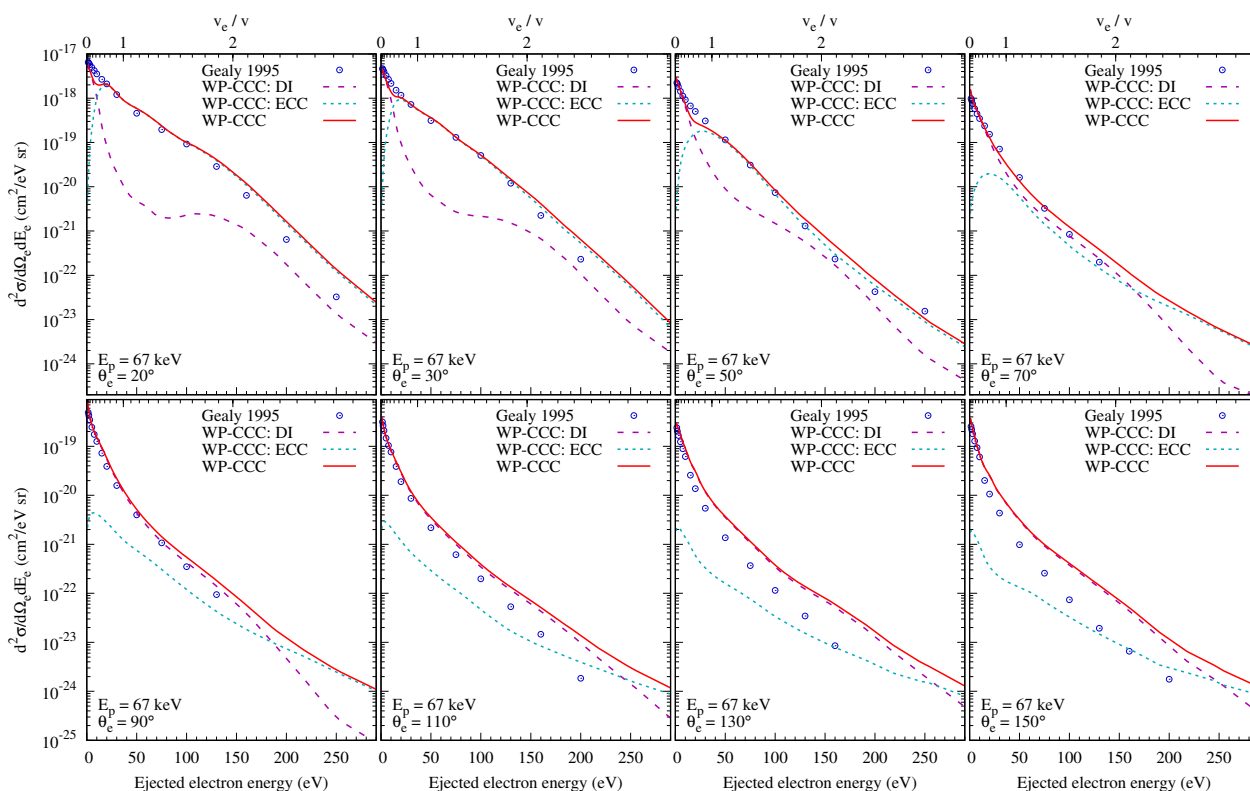 v_e / v v_e / v v_e / v v_e / v
0 1 2 0 1 2 0 1 2 0 1 2
10^-17
10^-18
10^-19
10^-20
10^-21
10^-22
10^-23
10^-24
d^2σ/dΩ_edE_e (cm^2/eV sr)
Gealy 1995
WP-CCC: DI
WP-CCC: ECC
WP-CCC
E_p = 67 keV
θ_e = 20°
Gealy 1995
WP-CCC: DI
WP-CCC: ECC
WP-CCC
E_p = 67 keV
θ_e = 30°
Gealy 1995
WP-CCC: DI
WP-CCC: ECC
WP-CCC
E_p = 67 keV
θ_e = 50°
Gealy 1995
WP-CCC: DI
WP-CCC: ECC
WP-CCC
E_p = 67 keV
θ_e = 70°
10^-19
10^-20
10^-21
10^-22
10^-23
10^-24
10^-25
d^2σ/dΩ_edE_e (cm^2/eV sr)
Gealy 1995
WP-CCC: DI
WP-CCC: ECC
WP-CCC
E_p = 67 keV
θ_e = 90°
Gealy 1995
WP-CCC: DI
WP-CCC: ECC
WP-CCC
E_p = 67 keV
θ_e = 110°
Gealy 1995
WP-CCC: DI
WP-CCC: ECC
WP-CCC
E_p = 67 keV
θ_e = 130°
Gealy 1995
WP-CCC: DI
WP-CCC: ECC
WP-CCC
E_p = 67 keV
θ_e = 150°
0 50 100 150 200 250 0 50 100 150 200 250 0 50 100 150 200 250 0 50 100 150 200 250
Ejected electron energy (eV) Ejected electron energy (eV) Ejected electron energy (eV) Ejected electron energy (eV)